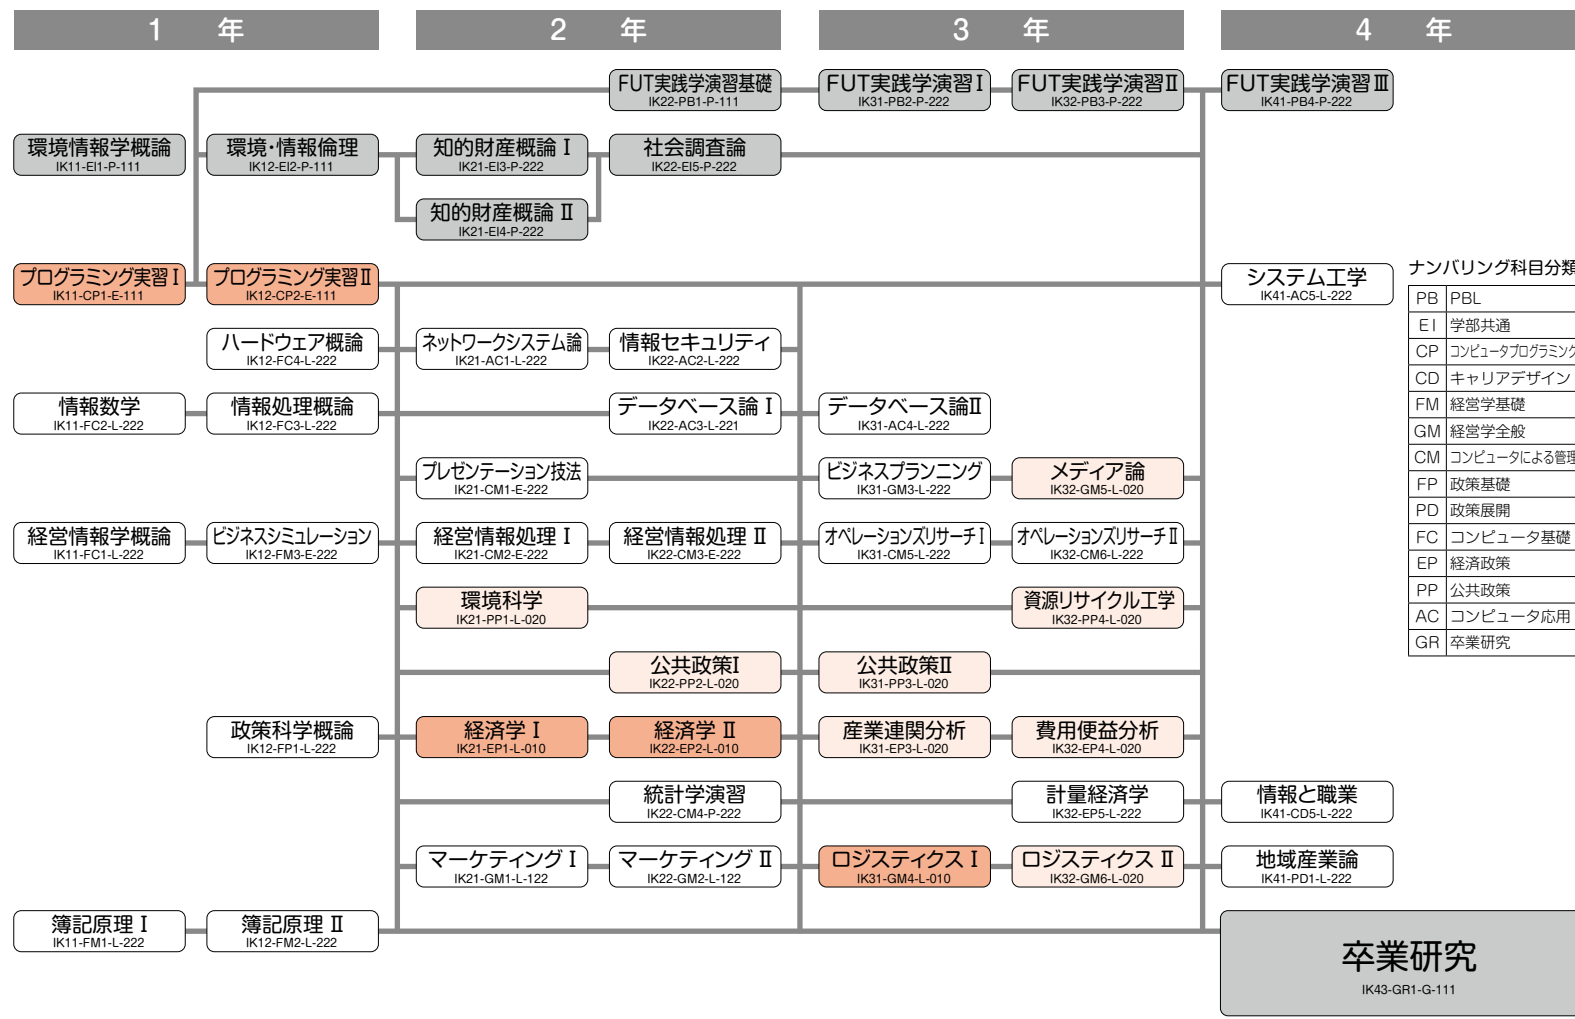 1 年
2 年
3 年
4 年
FUT実践学演習基礎
IK22-PB1-P-111
FUT実践学演習Ⅰ
IK31-PB2-P-222
FUT実践学演習Ⅱ
IK32-PB3-P-222
FUT実践学演習Ⅲ
IK41-PB4-P-222
環境情報学概論
IK11-EI1-P-111
環境・情報倫理
IK12-EI2-P-111
知的財産概論 Ⅰ
IK21-EI3-P-222
社会調査論
IK22-EI5-P-222
知的財産概論 Ⅱ
IK21-EI4-P-222
プログラミング実習Ⅰ
IK11-CP1-E-111
プログラミング実習Ⅱ
IK12-CP2-E-111
システム工学
IK41-AC5-L-222
ハードウェア概論
IK12-FC4-L-222
ネットワークシステム論
IK21-AC1-L-222
情報セキュリティ
IK22-AC2-L-222
情報数学
IK11-FC2-L-222
情報処理概論
IK12-FC3-L-222
データベース論 Ⅰ
IK22-AC3-L-221
データベース論Ⅱ
IK31-AC4-L-222
プレゼンテーション技法
IK21-CM1-E-222
ビジネスプランニング
IK31-GM3-L-222
メディア論
IK32-GM5-L-020
経営情報学概論
IK11-FC1-L-222
ビジネスシミュレーション
IK12-FM3-E-222
経営情報処理 Ⅰ
IK21-CM2-E-222
経営情報処理 Ⅱ
IK22-CM3-E-222
オペレーションズリサーチⅠ
IK31-CM5-L-222
オペレーションズリサーチⅡ
IK32-CM6-L-222
環境科学
IK21-PP1-L-020
資源リサイクル工学
IK32-PP4-L-020
公共政策Ⅰ
IK22-PP2-L-020
公共政策Ⅱ
IK31-PP3-L-020
政策科学概論
IK12-FP1-L-222
経済学 Ⅰ
IK21-EP1-L-010
経済学 Ⅱ
IK22-EP2-L-010
産業連関分析
IK31-EP3-L-020
費用便益分析
IK32-EP4-L-020
統計学演習
IK22-CM4-P-222
計量経済学
IK32-EP5-L-222
情報と職業
IK41-CD5-L-222
マーケティング Ⅰ
IK21-GM1-L-122
マーケティング Ⅱ
IK22-GM2-L-122
ロジスティクス Ⅰ
IK31-GM4-L-010
ロジスティクス Ⅱ
IK32-GM6-L-020
地域産業論
IK41-PD1-L-222
簿記原理 Ⅰ
IK11-FM1-L-222
簿記原理 Ⅱ
IK12-FM2-L-222
卒業研究
IK43-GR1-G-111
ナンバリング科目分類
PB PBL
EI 学部共通
CP コンピュータプログラミング
CD キャリアデザイン
FM 経営学基礎
GM 経営学全般
CM コンピュータによる管理
FP 政策基礎
PD 政策展開
FC コンピュータ基礎
EP 経済政策
PP 公共政策
AC コンピュータ応用
GR 卒業研究